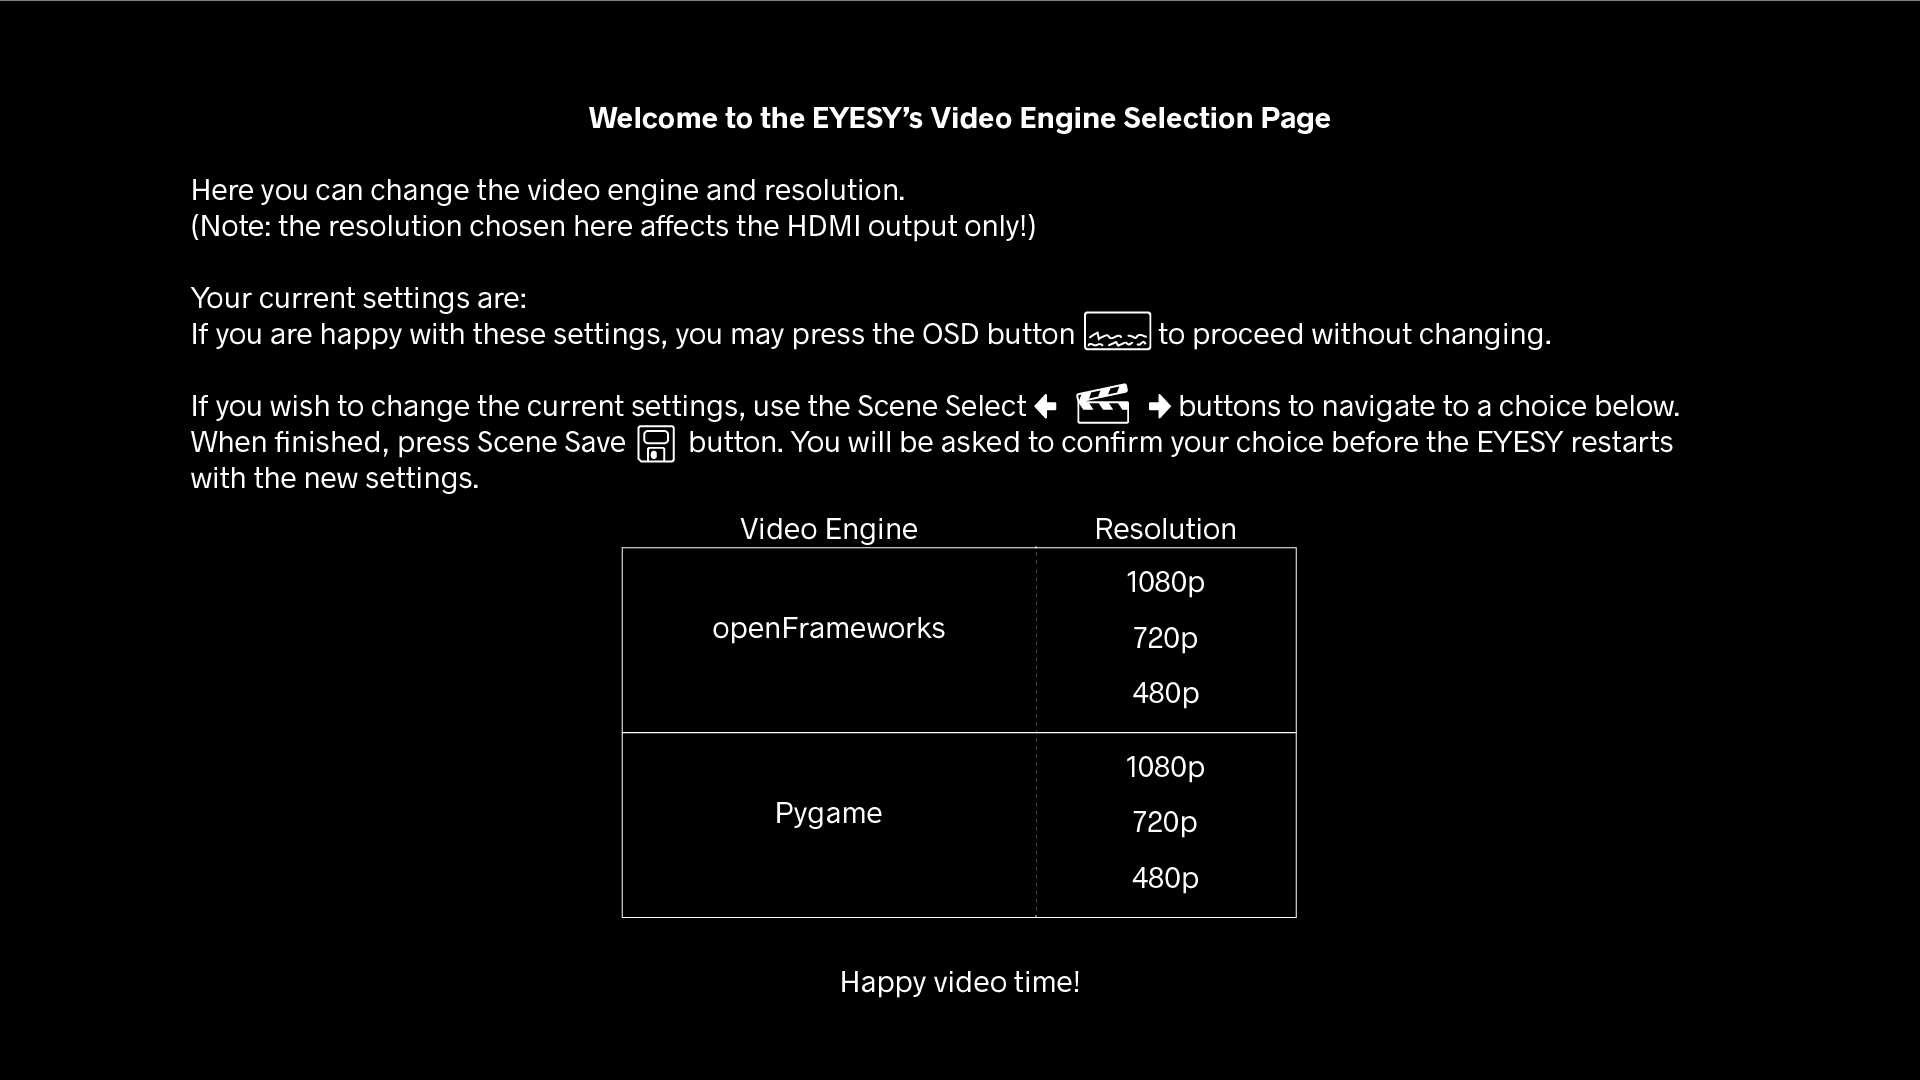 Welcome to the EYESY’s Video Engine Selection Page
Here you can change the video engine and resolution.
(Note: the resolution chosen here affects the HDMI output only!)
Your current settings are:
If you are happy with these settings, you may press the OSD button to proceed without changing.
If you wish to change the current settings, use the Scene Select buttons to navigate to a choice below.
When finished, press Scene Save button. You will be asked to confirm your choice before the EYESY restarts
with the new settings.
Video Engine Resolution
openFrameworks
1080p
720p
480p
Pygame
1080p
720p
480p
Happy video time!